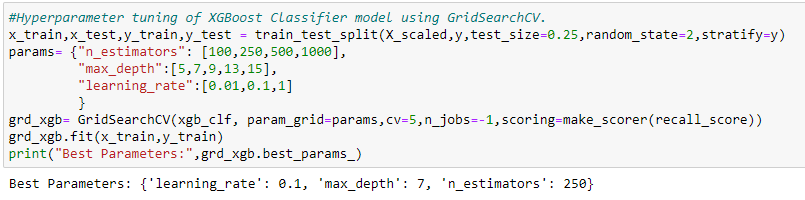 #Hyperparameter tuning of XGBoost Classifier model using GridSearchCV.
x_train,x_test,y_train,y_test = train_test_split(X_scaled,y,test_size=0.25,random_state=2,stratify=y)
params= {"n_estimators": [100,250,500,1000],
"max_depth":[5,7,9,13,15],
"learning_rate":[0.01,0.1,1]
}
grd_xgb= GridSearchCV(xgb_clf, param_grid=params,cv=5,n_jobs=-1,scoring=make_scorer(recall_score))
grd_xgb.fit(x_train,y_train)
print("Best Parameters:",grd_xgb.best_params_)
Best Parameters: {'learning_rate': 0.1, 'max_depth': 7, 'n_estimators': 250}